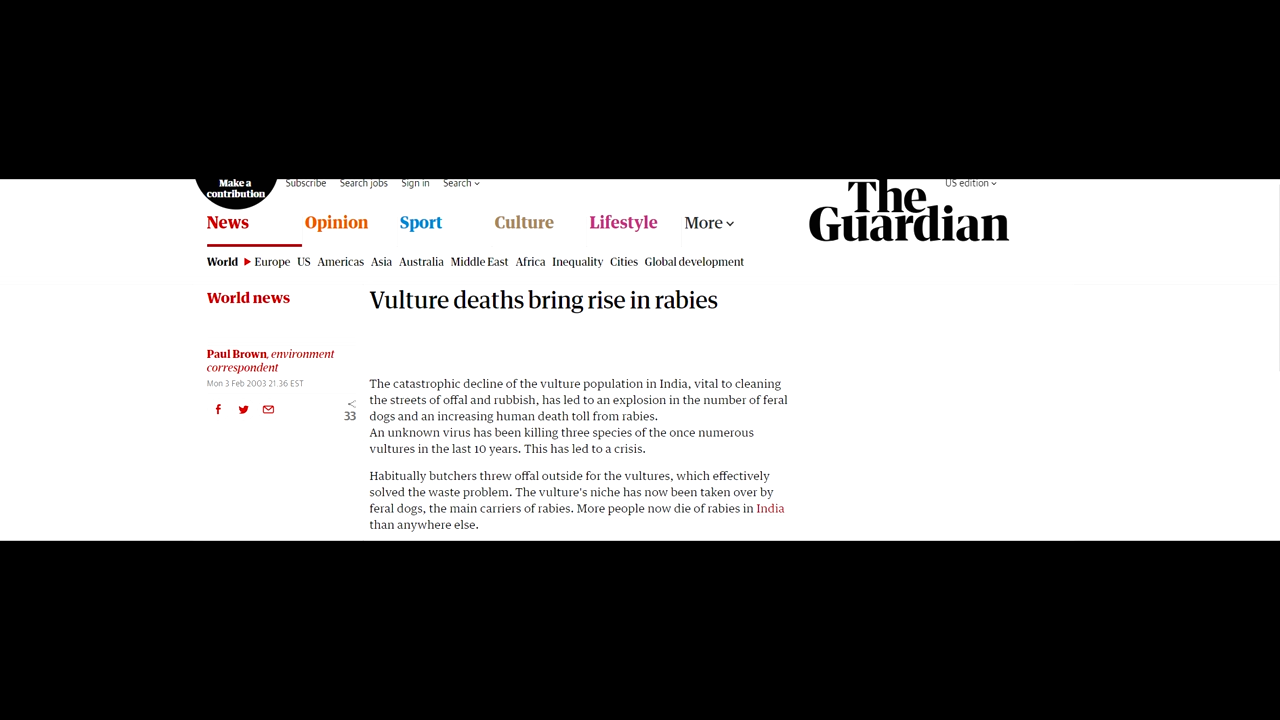 Make a
contribution
Subscribe Search jobs Sign in Search
US edition
The
Guardian
News Opinion Sport Culture Lifestyle More
World Europe US Americas Asia Australia Middle East Africa Inequality Cities Global development
World news
Vulture deaths bring rise in rabies
Paul Brown, environment
correspondent
Mon 3 Feb 2003 21.36 EST
33
The catastrophic decline of the vulture population in India, vital to cleaning
the streets of offal and rubbish, has led to an explosion in the number of feral
dogs and an increasing human death toll from rabies.
An unknown virus has been killing three species of the once numerous
vultures in the last 10 years. This has led to a crisis.
Habitually butchers threw offal outside for the vultures, which effectively
solved the waste problem. The vulture's niche has now been taken over by
feral dogs, the main carriers of rabies. More people now die of rabies in India
than anywhere else.